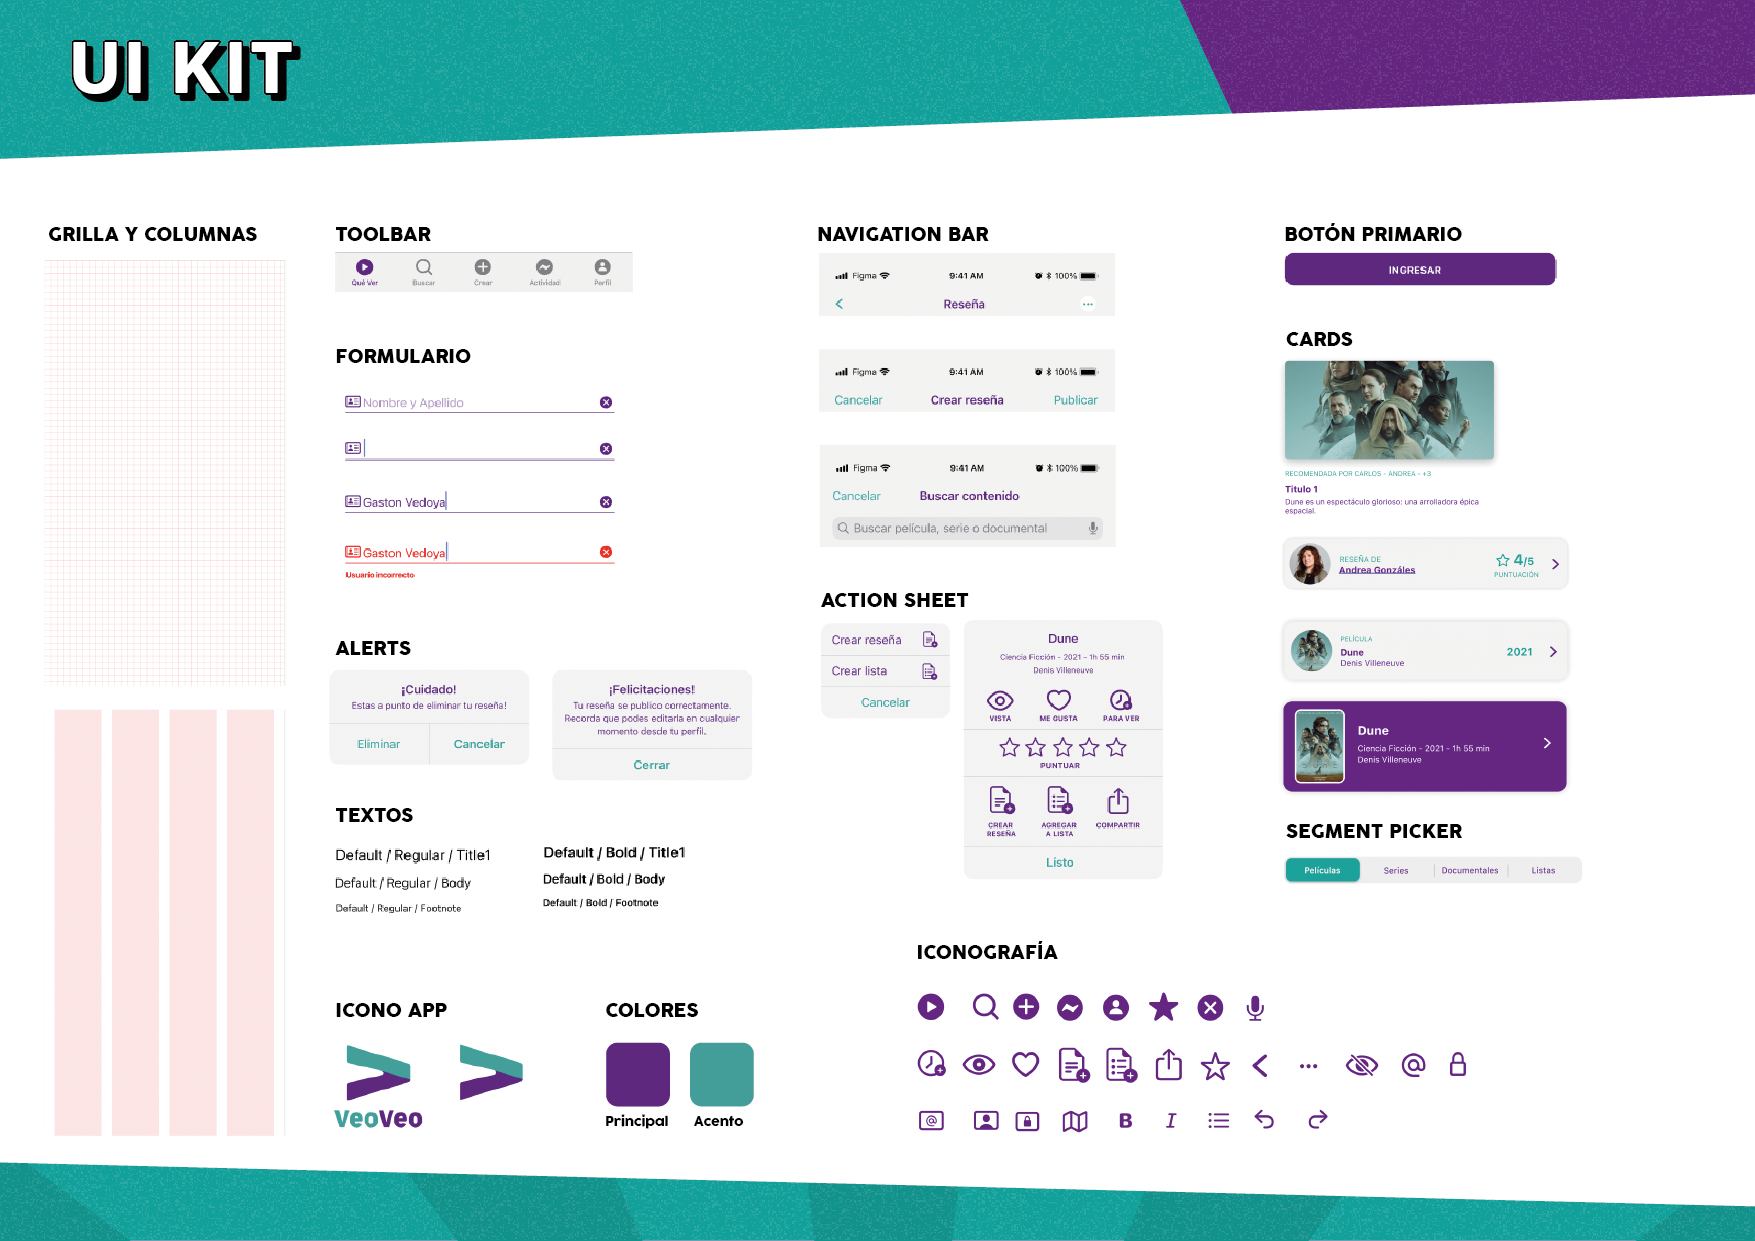 UI KIT
GRILLA Y COLUMNAS
TOOLBAR
Qué Ver
Buscar
Crear
Actividad
Perfil
FORMULARIO
Nombre y Apellido
Gaston Vedoya
Gaston Vedoya
Usuario incorrecto
ALERTS
¡Cuidado!
Estas a punto de eliminar tu reseña!
Eliminar
Cancelar
¡Felicitaciones!
Tu reseña se publico correctamente.
Recorda que podes editarla en cualquier
momento desde tu perfil.
Cerrar
TEXTOS
Default / Regular / Title1
Default / Regular / Body
Default / Regular / Footnote
Default / Bold / Title1
Default / Bold / Body
Default / Bold / Footnote
ICONO APP
VeoVeo
COLORES
Principal
Acento
NAVIGATION BAR
Figma
9:41 AM
100%
Reseña
Figma
9:41 AM
100%
Cancelar
Crear reseña
Publicar
Figma
9:41 AM
100%
Cancelar
Buscar contenido
Buscar película, serie o documental
ACTION SHEET
Crear reseña
Crear lista
Cancelar
Dune
Ciencia Ficción - 2021 - 1h 55 min
Denis Villeneuve
VISTA
ME GUSTA
PARA VER
PUNTUAR
CREAR
RESEÑA
AGREGAR
A LISTA
COMPARTIR
Listo
BOTÓN PRIMARIO
INGRESAR
CARDS
RECOMENDADA POR CARLOS - ANDREA - +3
Titulo 1
Dune es un espectáculo glorioso: una arrolladora épica
espacial.
RESEÑA DE
Andrea Gonzáles
4/5
PUNTUACIÓN
PELÍCULA
Dune
Denis Villeneuve
2021
Dune
Ciencia Ficción - 2021 - 1h 55 min
Denis Villeneuve
SEGMENT PICKER
Películas
Series
Documentales
Listas
ICONOGRAFÍA
@
@
B
I